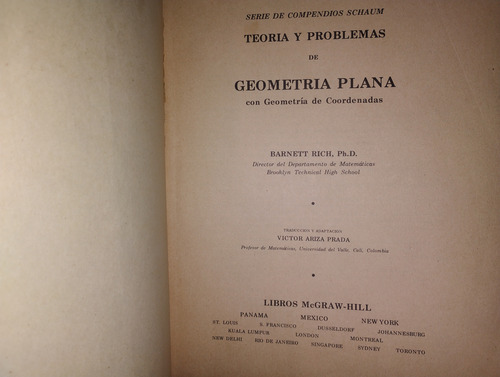 SERIE DE COMPENDIOS SCHAUM
TEORIA Y PROBLEMAS
DE
GEOMETRIA PLANA
con Geometría de Coordenadas
BARNETT RICH, Ph.D.
Director del Departamento de Matemáticas
Brooklyn Technical High School
TRADUCCION Y ADAPTACION
VICTOR ARIZA PRADA
Profesor de Matemáticas, Universidad del Valle, Cali, Colombia
LIBROS McGRAW-HILL
PANAMA MEXICO NEW YORK
ST. LOUIS S. FRANCISCO DUSSELDORF JOHANNESBURG
KUALA LUMPUR LONDON MONTREAL
NEW DELHI RIO DE JANEIRO SINGAPORE SYDNEY TORONTO